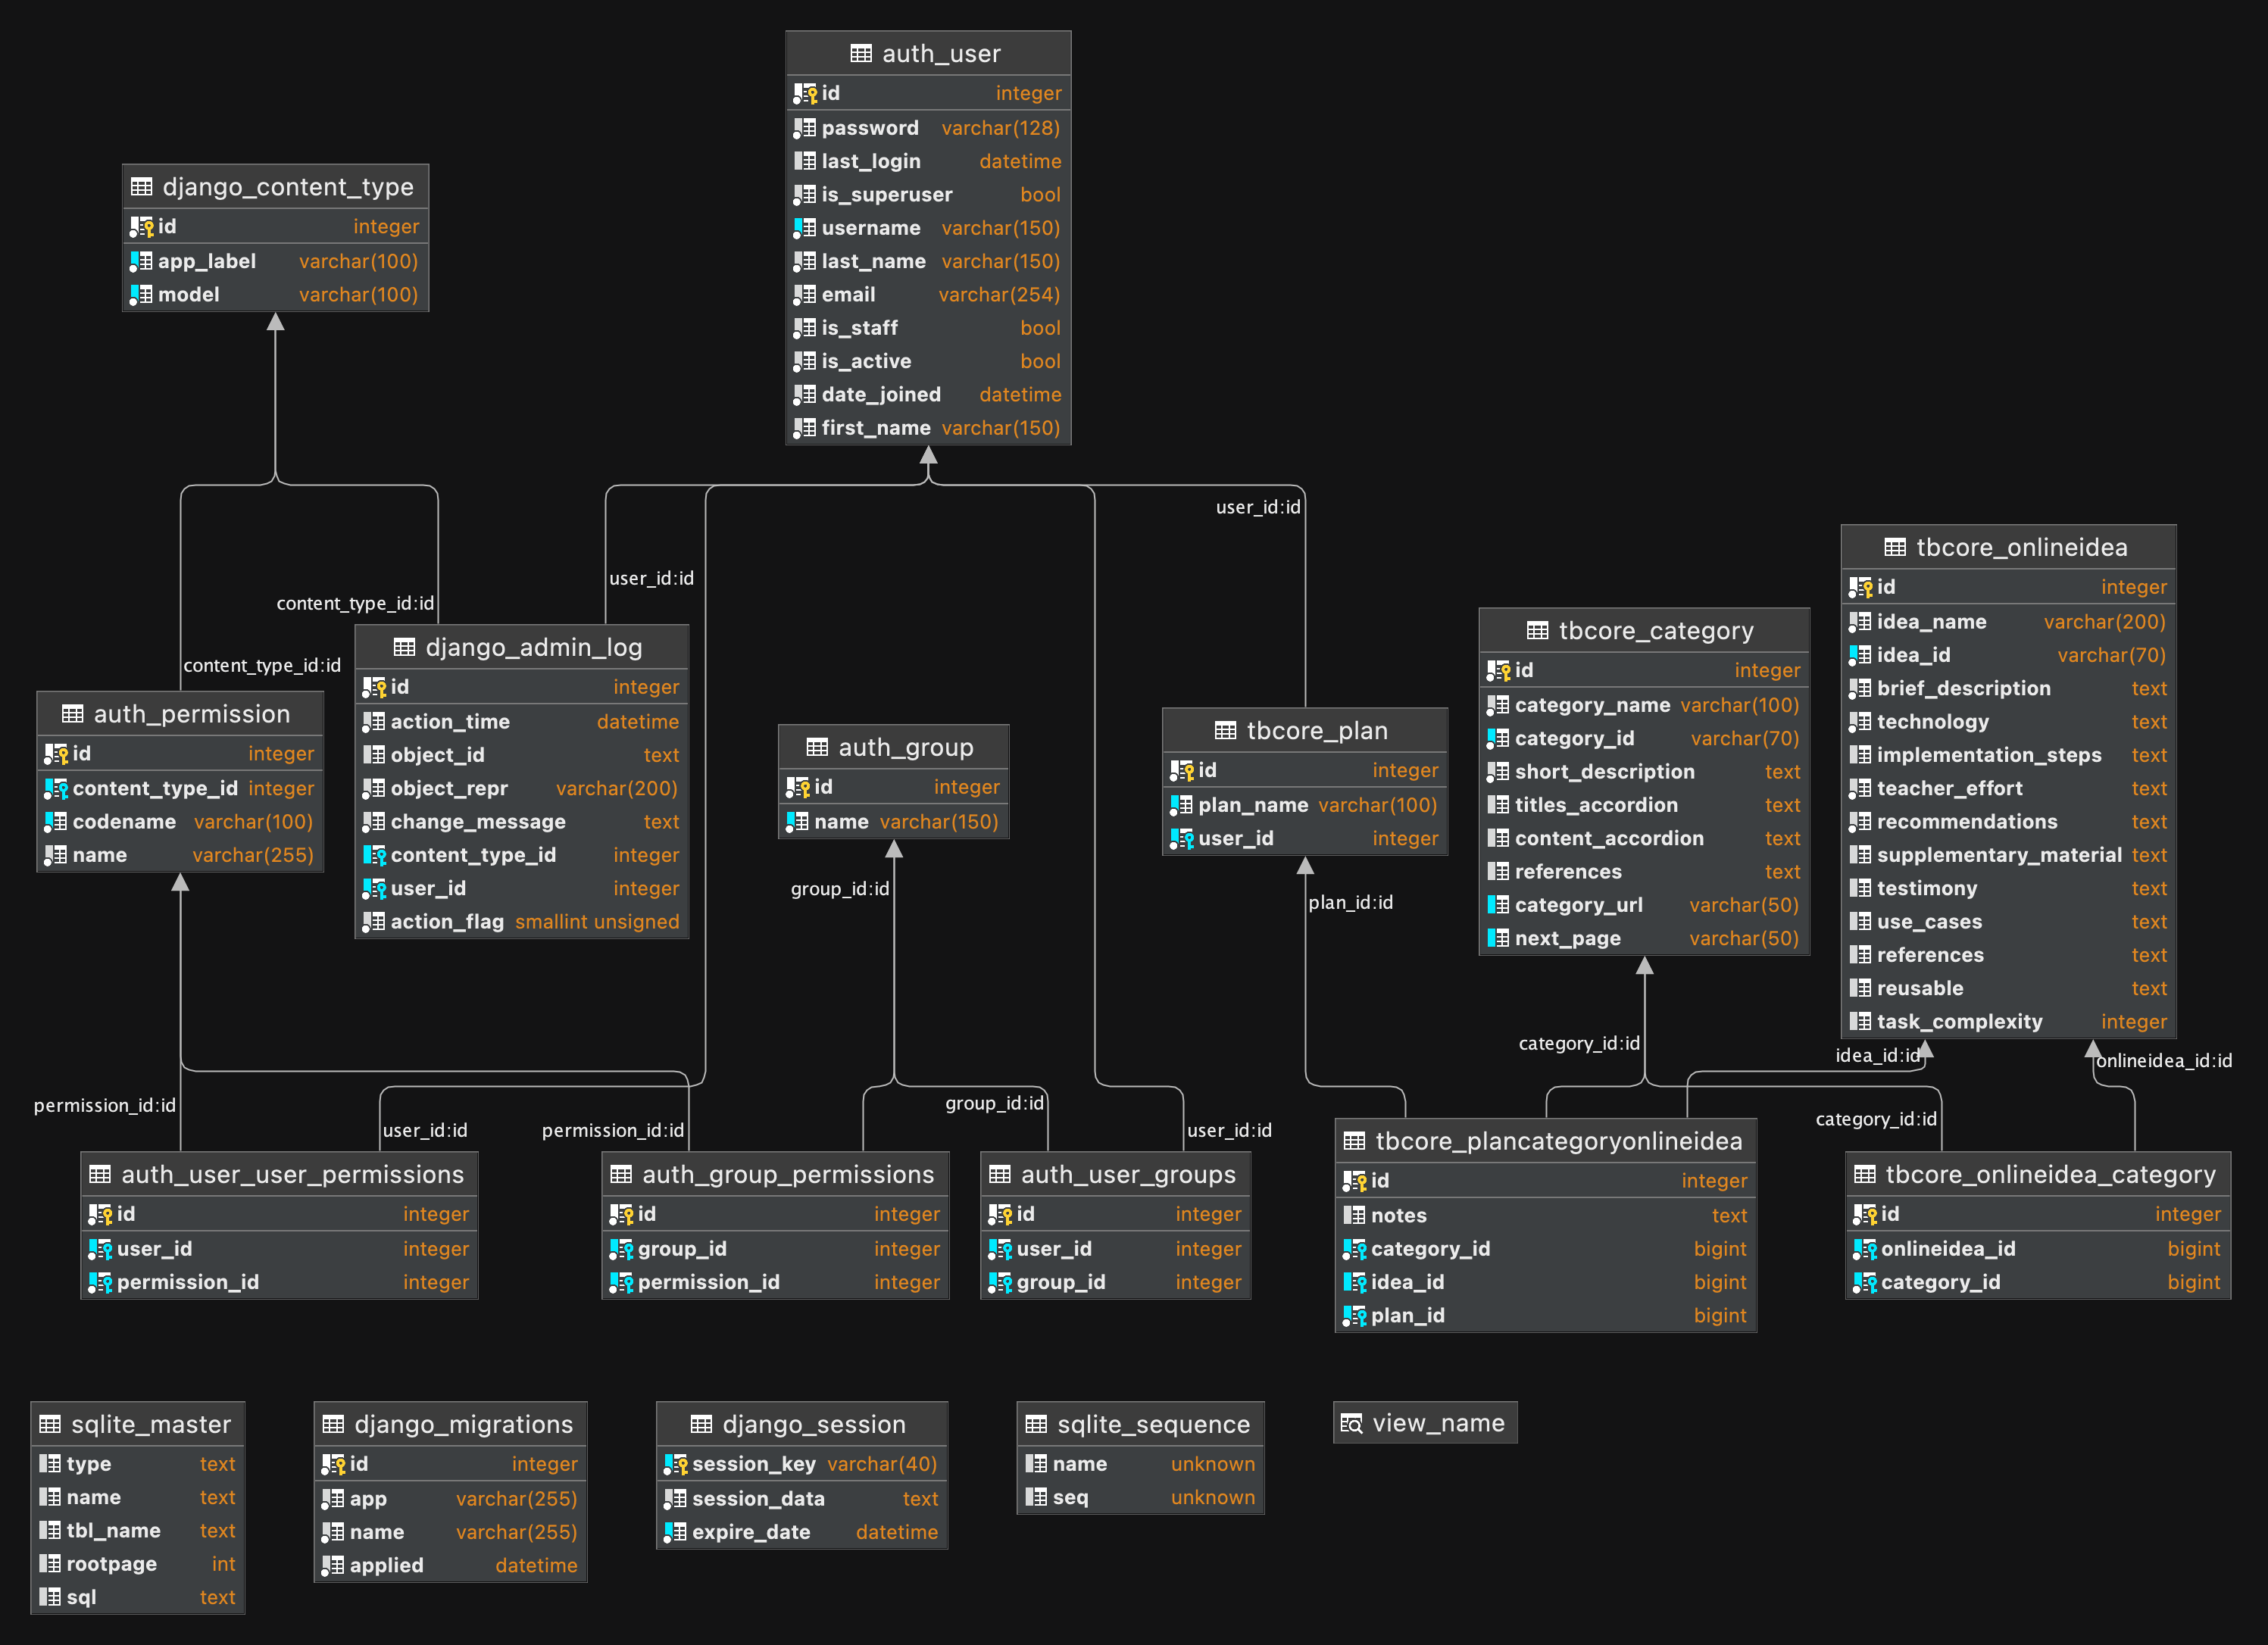 auth_user
id integer
password varchar(128)
last_login datetime
is_superuser bool
username varchar(150)
last_name varchar(150)
email varchar(254)
is_staff bool
is_active bool
date_joined datetime
first_name varchar(150)
django_content_type
id integer
app_label varchar(100)
model varchar(100)
user_id:id
user_id:id
content_type_id:id
content_type_id:id
tbcore_onlineidea
id integer
idea_name varchar(200)
idea_id varchar(70)
brief_description text
technology text
implementation_steps text
teacher_effort text
recommendations text
supplementary_material text
testimony text
use_cases text
references text
reusable text
task_complexity integer
tbcore_category
id integer
category_name varchar(100)
category_id varchar(70)
short_description text
titles_accordion text
content_accordion text
references text
category_url varchar(50)
next_page varchar(50)
django_admin_log
id integer
action_time datetime
object_id text
object_repr varchar(200)
change_message text
content_type_id integer
user_id integer
action_flag smallint unsigned
auth_permission
id integer
content_type_id integer
codename varchar(100)
name varchar(255)
auth_group
id integer
name varchar(150)
tbcore_plan
id integer
plan_name varchar(100)
user_id integer
group_id:id
plan_id:id
category_id:id
idea_id:id
onlineidea_id:id
permission_id:id
user_id:id
permission_id:id
group_id:id
user_id:id
category_id:id
auth_user_user_permissions
id integer
user_id integer
permission_id integer
auth_group_permissions
id integer
group_id integer
permission_id integer
auth_user_groups
id integer
user_id integer
group_id integer
tbcore_plancategoryonlineidea
id integer
notes text
category_id bigint
idea_id bigint
plan_id bigint
tbcore_onlineidea_category
id integer
onlineidea_id bigint
category_id bigint
sqlite_master
type text
name text
tbl_name text
rootpage int
sql text
django_migrations
id integer
app varchar(255)
name varchar(255)
applied datetime
django_session
session_key varchar(40)
session_data text
expire_date datetime
sqlite_sequence
name unknown
seq unknown
view_name